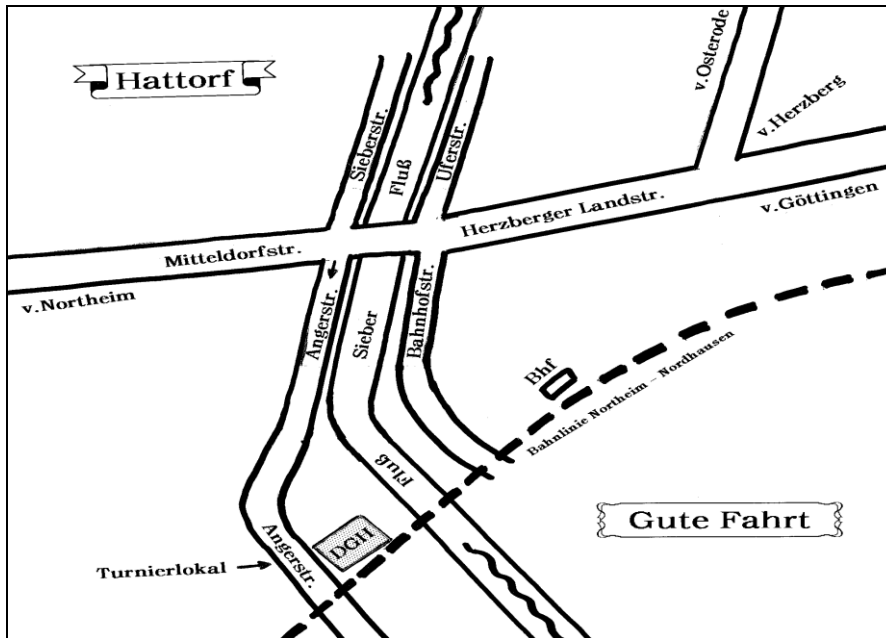 Hattorf
Sieberstr.
Fluß
Uferstr.
v.Osterode
v.Herzberg
Herzberger Landstr.
v.Göttingen
Mitteldorfstr.
v.Northeim
Angerstr.
Sieber
Bahnhofstr.
Bhf
Bahnlinie Northeim – Nordhausen
Fluß
Gute Fahrt
DGH
Angerstr.
Turnierlokal